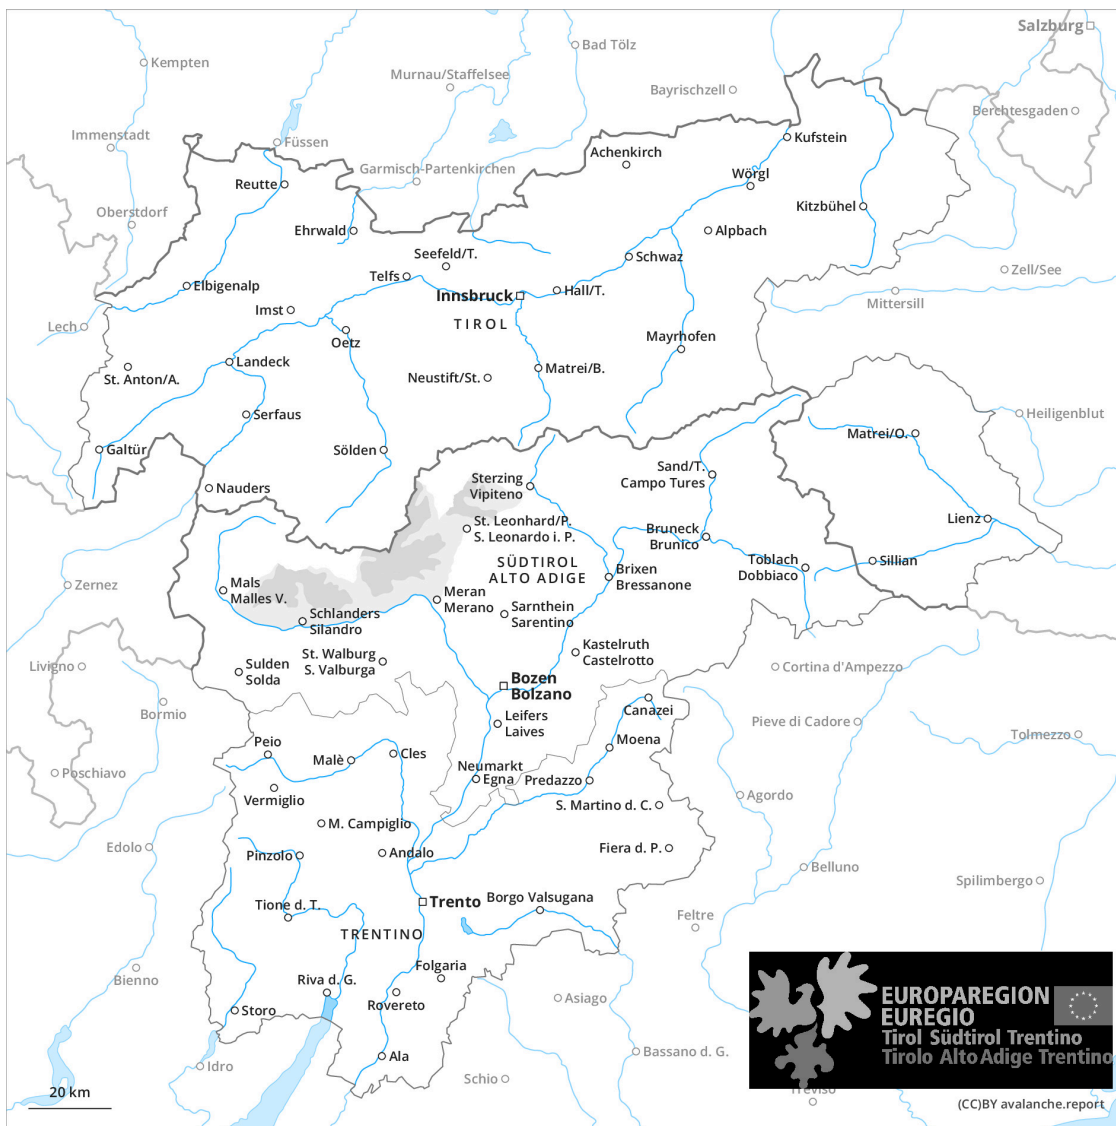 Salzburg
Bad Tölz
Kempten
Murnau/Staffelsee
Bayrischzell
Berchtesgaden
Immenstadt
Füssen
Kufstein
Achenkirch
Garmisch-Partenkirchen
Wörgl
Reutte
Oberstdorf
Kitzbühel
Ehrwald
Alpbach
Seefeld/T.
Schwaz
Zell/See
Telfs
Elbigenalp
Innsbruck
Hall/T.
Mittersill
Imst
TIROL
Lech
Oetz
Mayrhofen
Landeck
Matrei/B.
St. Anton/A.
Neustift/St.
Serfaus
Heiligenblut
Matrei/O.
Galtür
Sölden
Sand/T.
Campo Tures
Sterzing
Vipiteno
Nauders
Lienz
St. Leonhard/P.
S. Leonardo i. P.
Bruneck
Brunico
SÜDTIROL
ALTO ADIGE
Toblach
Dobbiaco
Sillian
Brixen
Bressanone
Zernez
Mals
Malles V.
Meran
Merano
Sarnthein
Sarentino
Schlanders
Silandro
Kastelruth
Castelrotto
St. Walburg
S. Valburga
Livigno
Sulden
Solda
Cortina d'Ampezzo
Bozen
Bolzano
Bormio
Canazei
Leifers
Laives
Pieve di Cadore
Tolmezzo
Peio
Moena
Malè
Cles
Neumarkt
Egna
Predazzo
Poschiavo
Vermiglio
S. Martino d. C.
Agordo
M. Campiglio
Edolo
Pinzolo
Andalo
Fiera d. P.
Belluno
Spilimbergo
Tione d. T.
Trento
Borgo Valsugana
Feltre
TRENTINO
Folgaria
Bienno
Riva d. G.
Rovereto
Asiago
Storo
EUROPAREGION
EUREGIO
Tirol Südtirol Trentino
Tirolo Alto Adige Trentino
Ala
Bassano d. G.
Idro
Schio
Treviso
20 km
(CC)BY avalanche.report